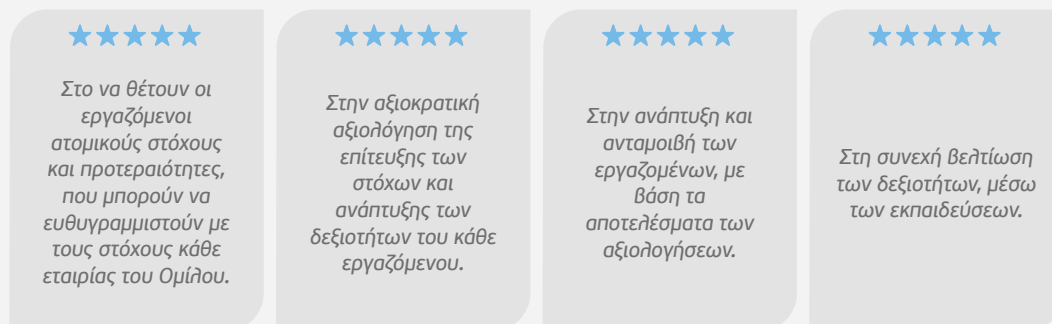 Στο να θέτουν οι
εργαζόμενοι
ατομικούς στόχους
και προτεραιότητες,
που μπορούν να
ευθυγραμμιστούν με
τους στόχους κάθε
εταιρίας του Ομίλου.
Στην αξιοκρατική
αξιολόγηση της
επίτευξης των
στόχων και
ανάπτυξης των
δεξιοτήτων του κάθε
εργαζόμενου.
Στην ανάπτυξη και
ανταμοιβή των
εργαζομένων, με
βάση τα
αποτελέσματα των
αξιολογήσεων.
Στη συνεχή βελτίωση
των δεξιοτήτων, μέσω
των εκπαιδεύσεων.